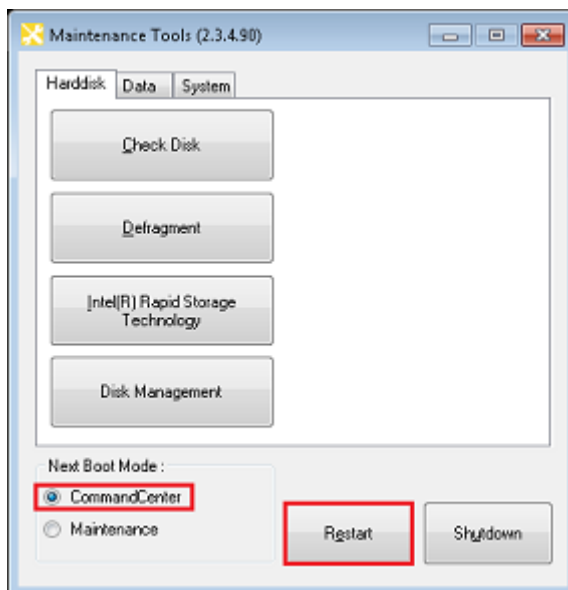 Maintenance Tools (2.3.4.90)
Harddisk Data System
Check Disk
Defragment
Intel(R) Rapid Storage
Technology
Disk Management
Next Boot Mode :
CommandCenter
Maintenance
Restart Shutdown